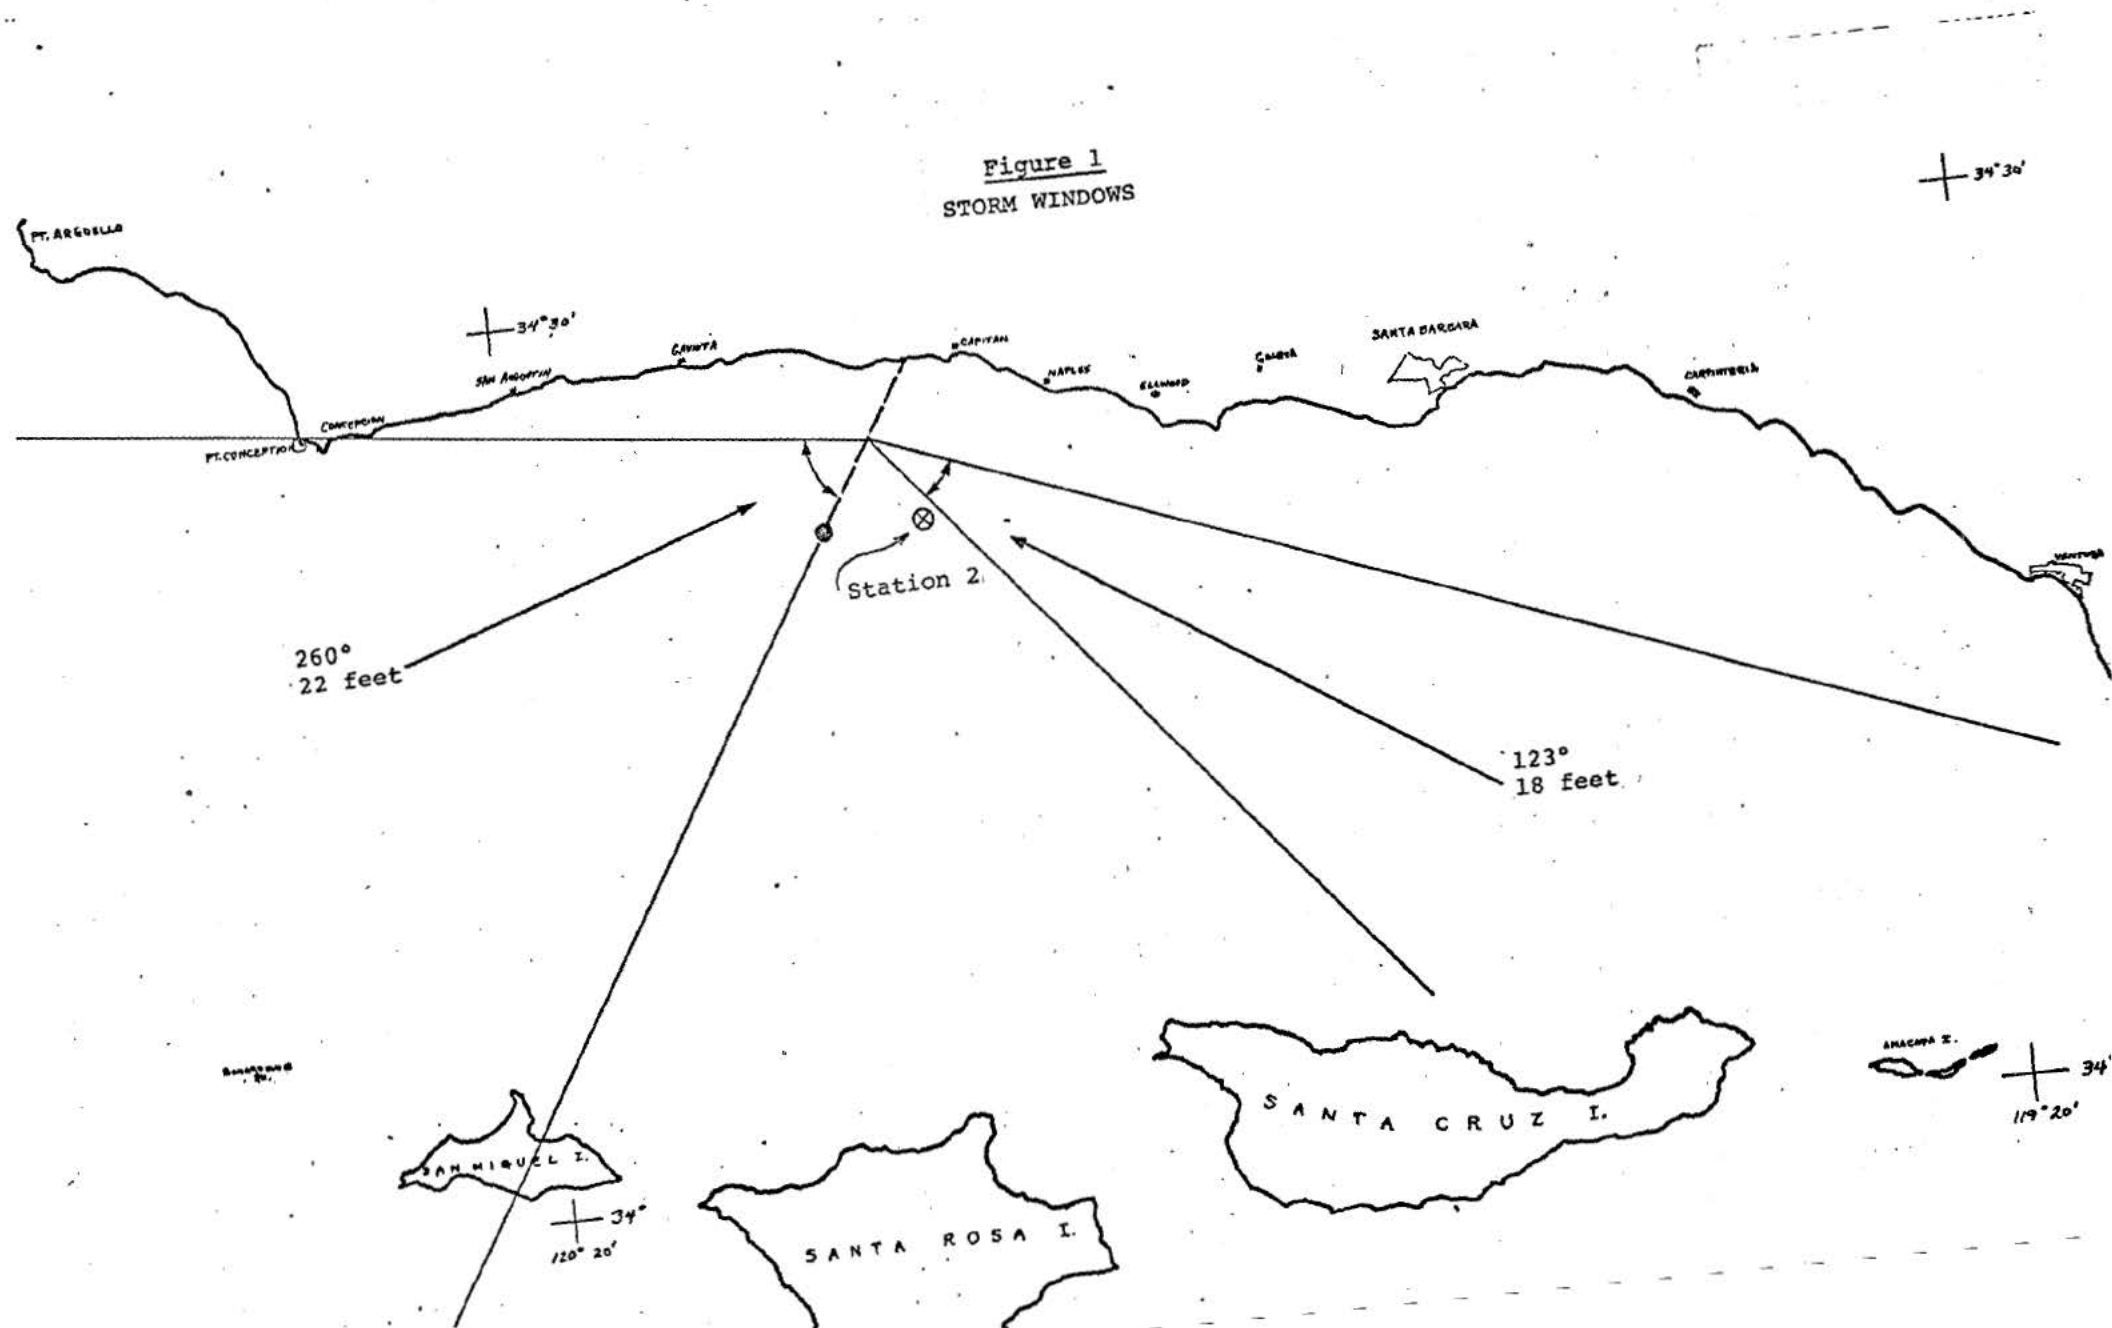 Figure 1
STORM WINDOWS
34° 30'
PT. ARGUELLO
34° 30'
SANTA BARBARA
CAPITAN
GAVIOTA
GOLETA
SAN AUGUSTIN
NAPLES
ELLWOOD
CARPINTERIA
CONCEPCION
PT. CONCEPTION
VENTURA
Station 2
260°
22 feet
123°
18 feet
ANACAPA I.
34°
119° 20'
SANTA CRUZ I.
SAN MIGUEL I.
34°
120° 20'
SANTA ROSA I.